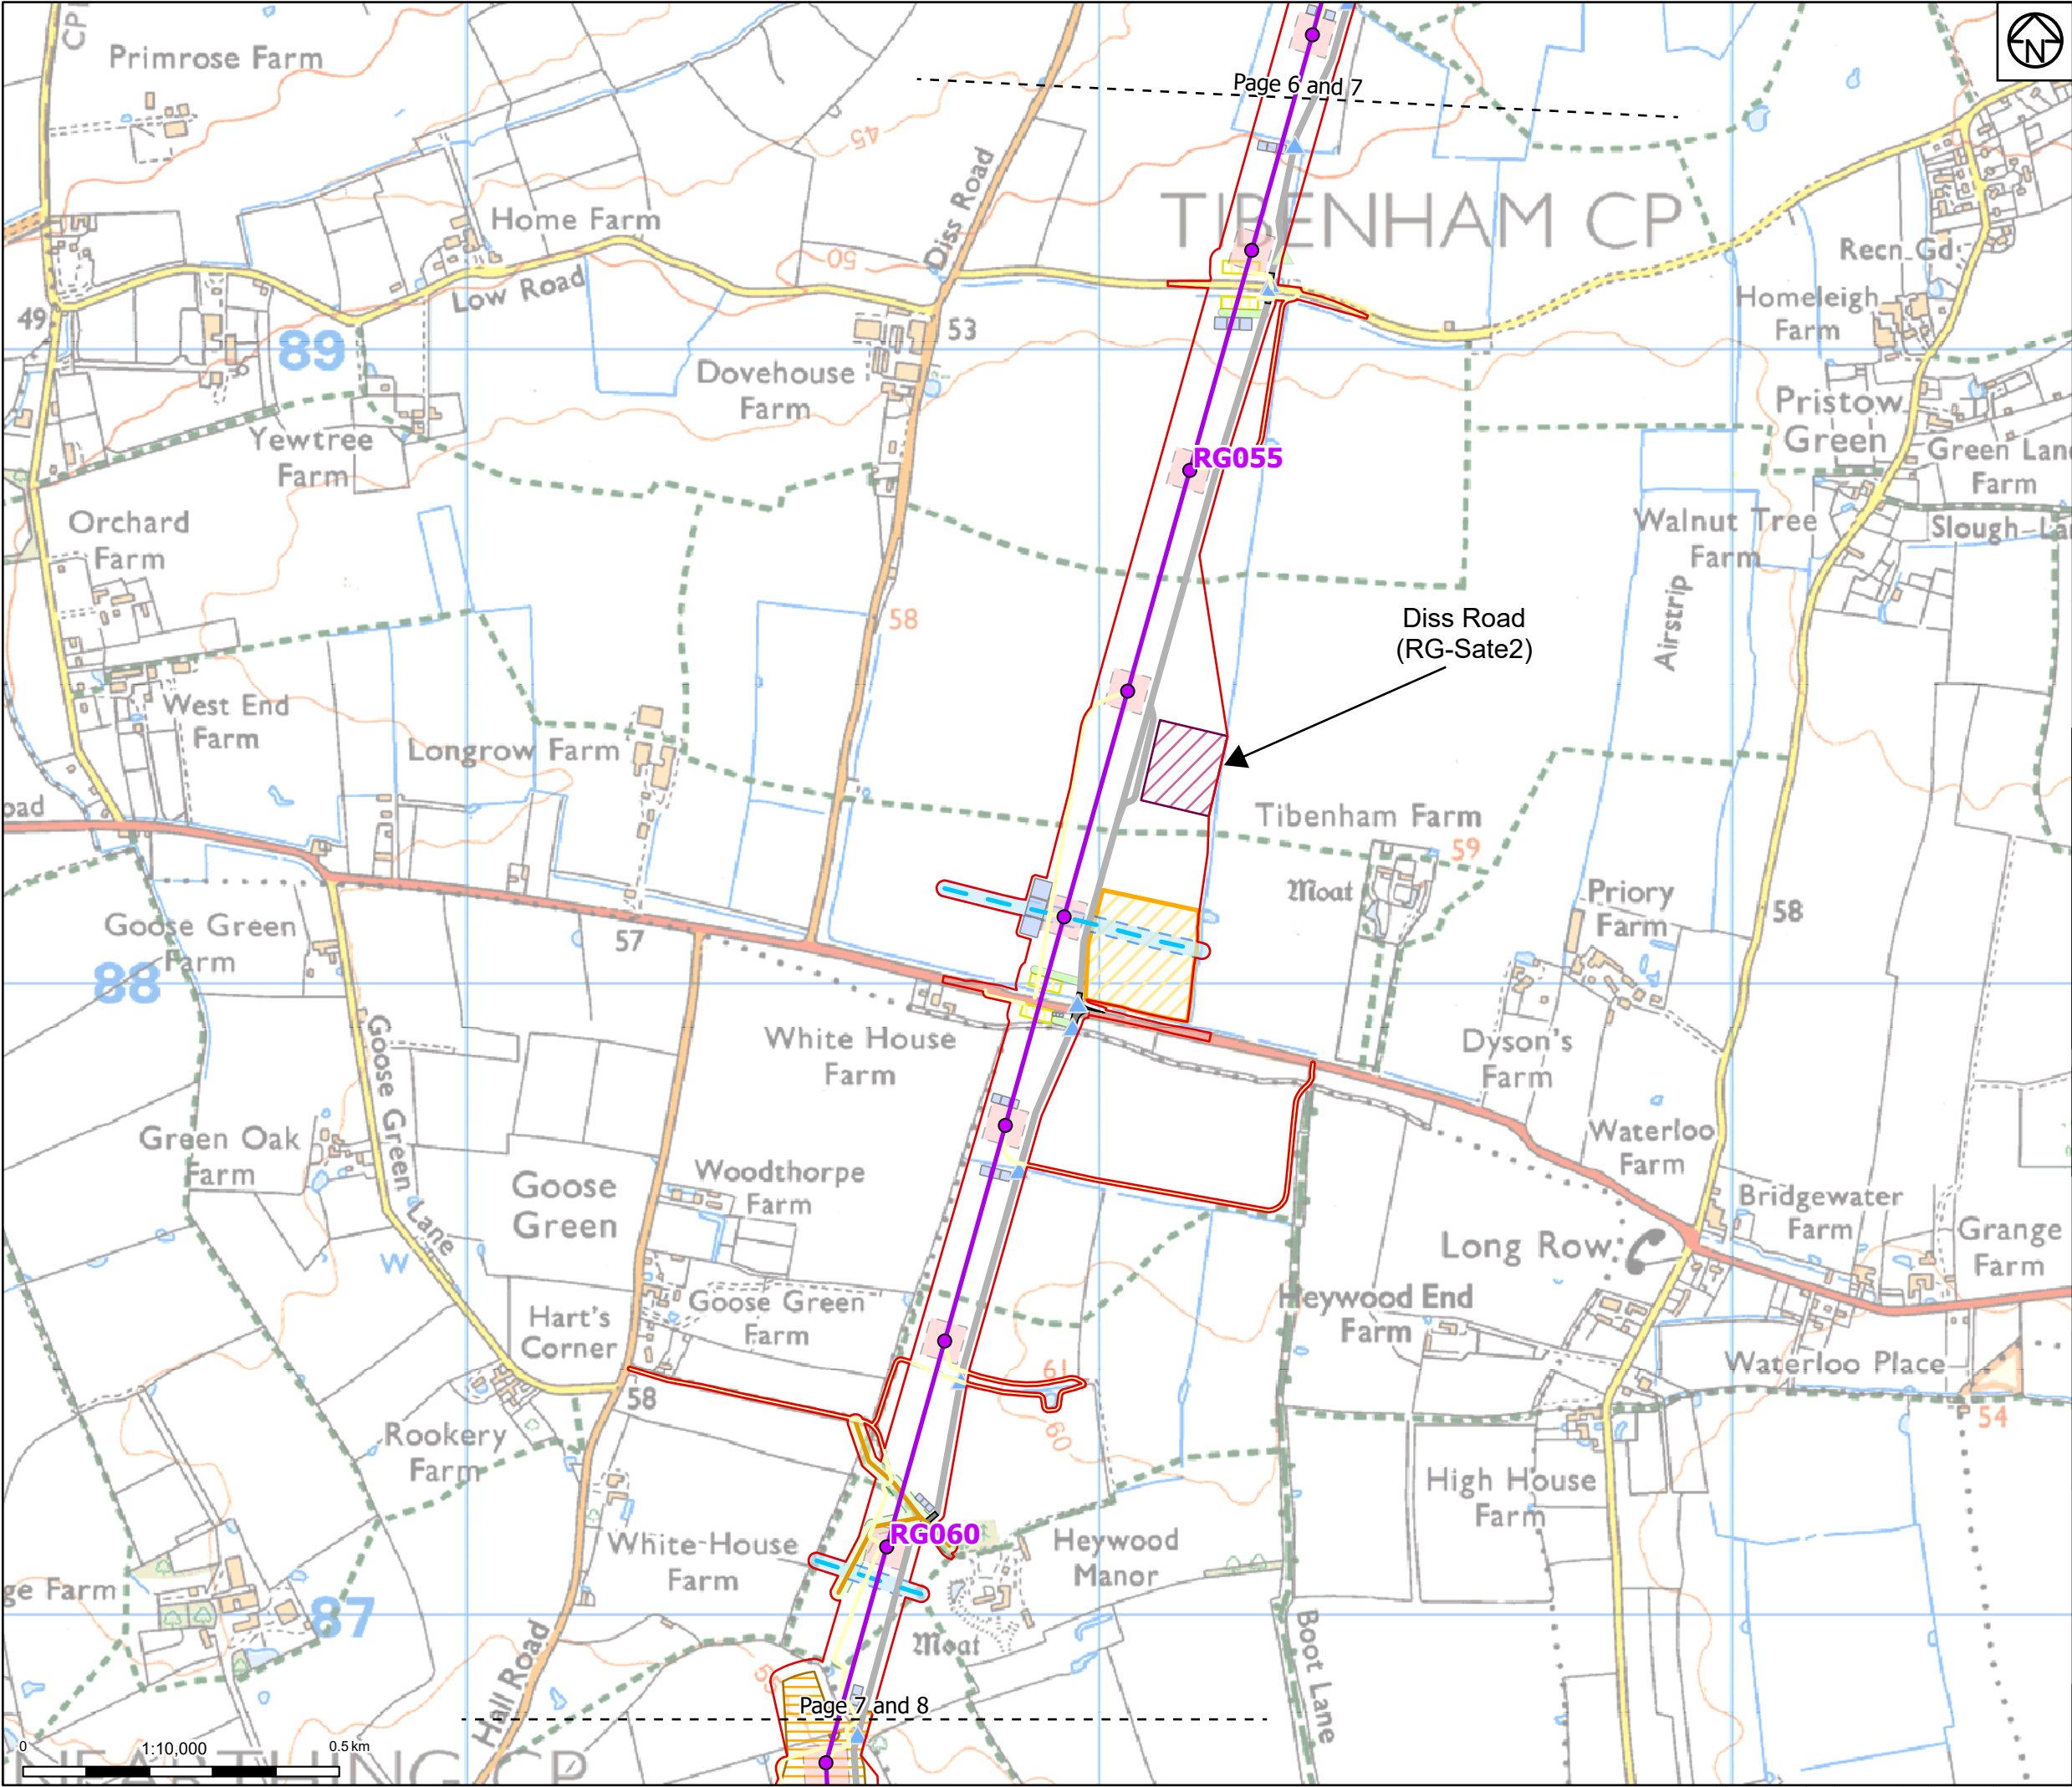 CP
Primrose Farm
N
Page 6 and 7
45
Diss Road
TIBENHAM CP
Home Farm
50
Low Road
Recn Gd
49
89
53
Homeleigh
Farm
Dovehouse
Farm
Pristow
Green
Yewtree
Farm
RG055
Green Lane
Farm
Orchard
Farm
Walnut Tree
Farm
58
Diss Road
(RG-Sate2)
Airstrip
West End
Farm
Longrow Farm
oad
Tibenham Farm
59
Moat
Priory
Farm
58
Goose Green
Farm
57
88
White House
Farm
Dyson's
Farm
Goose Green Lane
Green Oak
Farm
Waterloo
Farm
Goose
Green
Woodthorpe
Farm
Bridgewater
Farm
Grange
Farm
Long Row
W
Hart's
Corner
Goose Green
Farm
Heywood End
Farm
61
Waterloo Place
58
60
54
Rookery
Farm
High House
Farm
RG060
White House
Farm
Heywood
Manor
ge Farm
87
Moat
Boot Lane
Hall Road
Page 7 and 8
0
1:10,000
0.5 km
NEARTHING CP